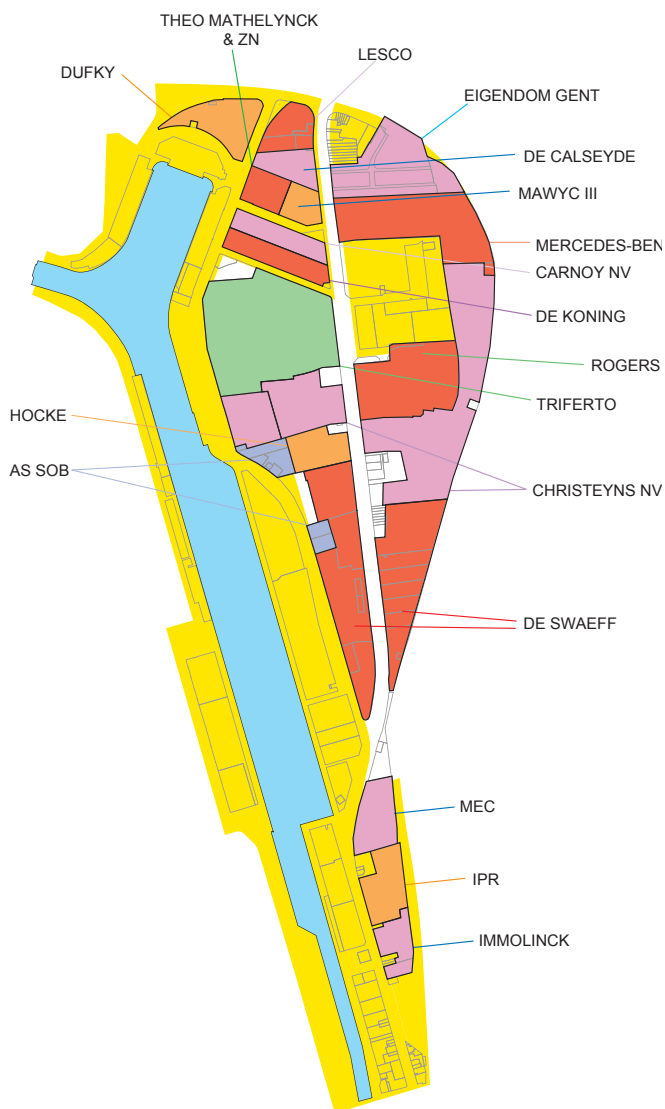 THEO MATHELYNCK
& ZN
LESCO
DUFKY
EIGENDOM GENT
DE CALSEYDE
MAWYC III
MERCEDES-BEN
CARNOY NV
DE KONING
ROGERS
TRIFERTO
HOCKE
AS SOB
CHRISTEYNS NV
DE SWAEFF
MEC
IPR
IMMOLINCK